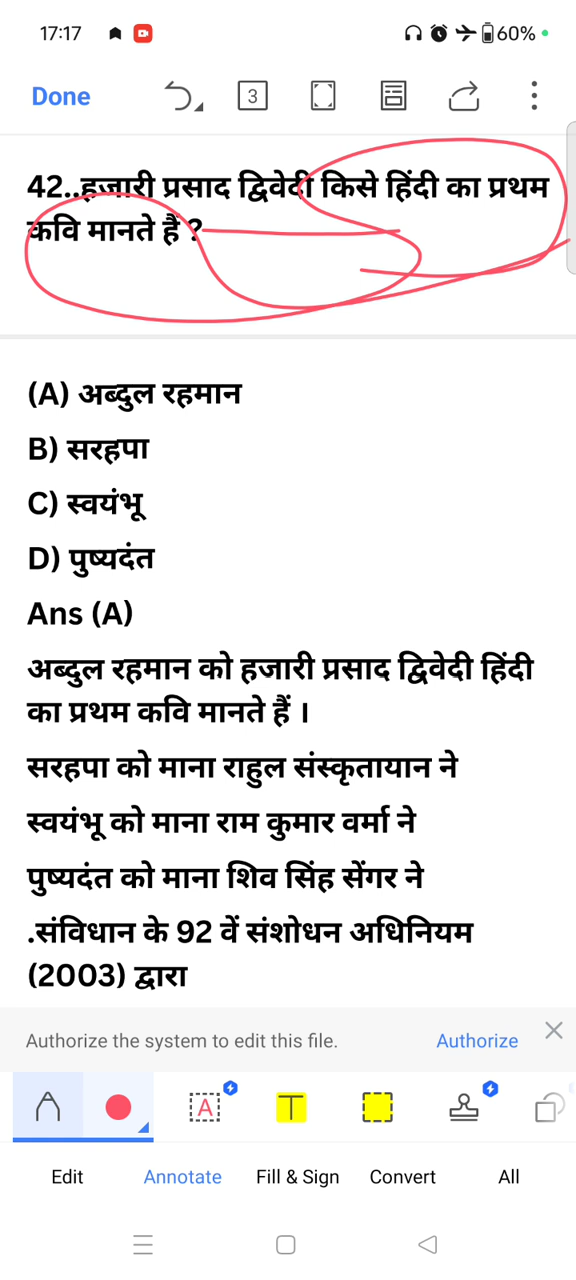 17:17
60%
Done
3
42..हजारी प्रसाद द्विवेदी किसे हिंदी का प्रथम
कवि मानते है ?
(A) अब्दुल रहमान
B) सरहपा
C) स्वयंभू
D) पुष्यदंत
Ans (A)
अब्दुल रहमान को हजारी प्रसाद द्विवेदी हिंदी
का प्रथम कवि मानते हैं ।
सरहपा को माना राहुल संस्कृतायान ने
स्वयंभू को माना राम कुमार वर्मा ने
पुष्यदंत को माना शिव सिंह सेंगर ने
.संविधान के 92 वें संशोधन अधिनियम
(2003) द्वारा
Authorize the system to edit this file.
Authorize
A
T
Edit
Annotate
Fill & Sign
Convert
All